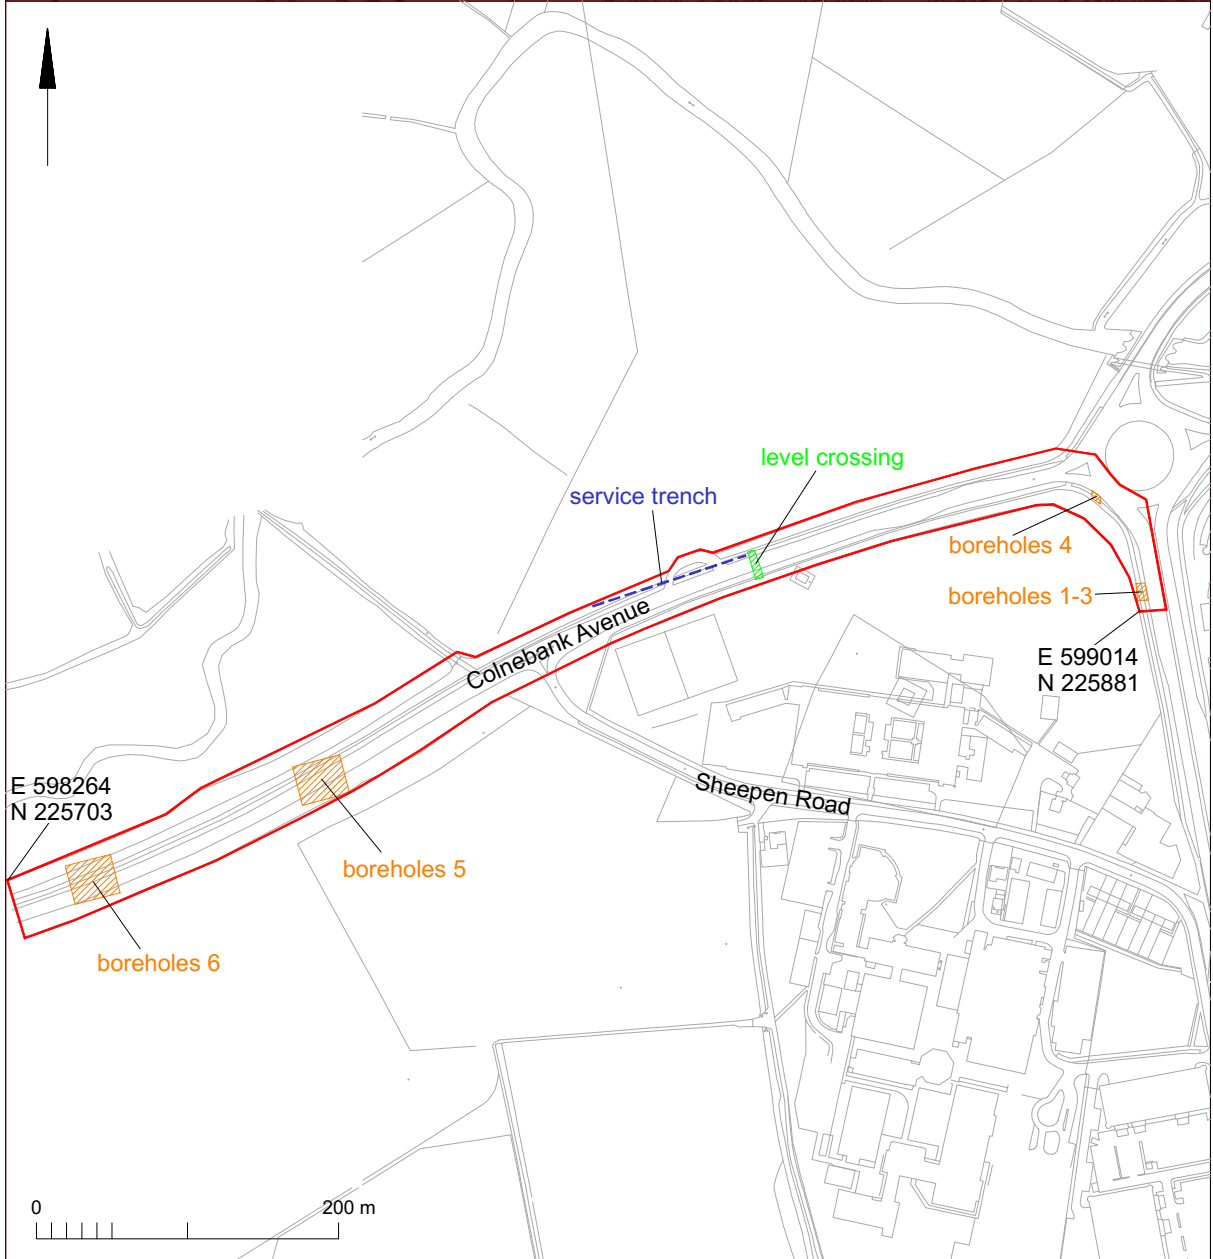 level crossing
service trench
boreholes 4
boreholes 1-3
Colnebank Avenue
E 599014
N 225881
E 598264
N 225703
Sheepen Road
boreholes 5
boreholes 6
0 200 m